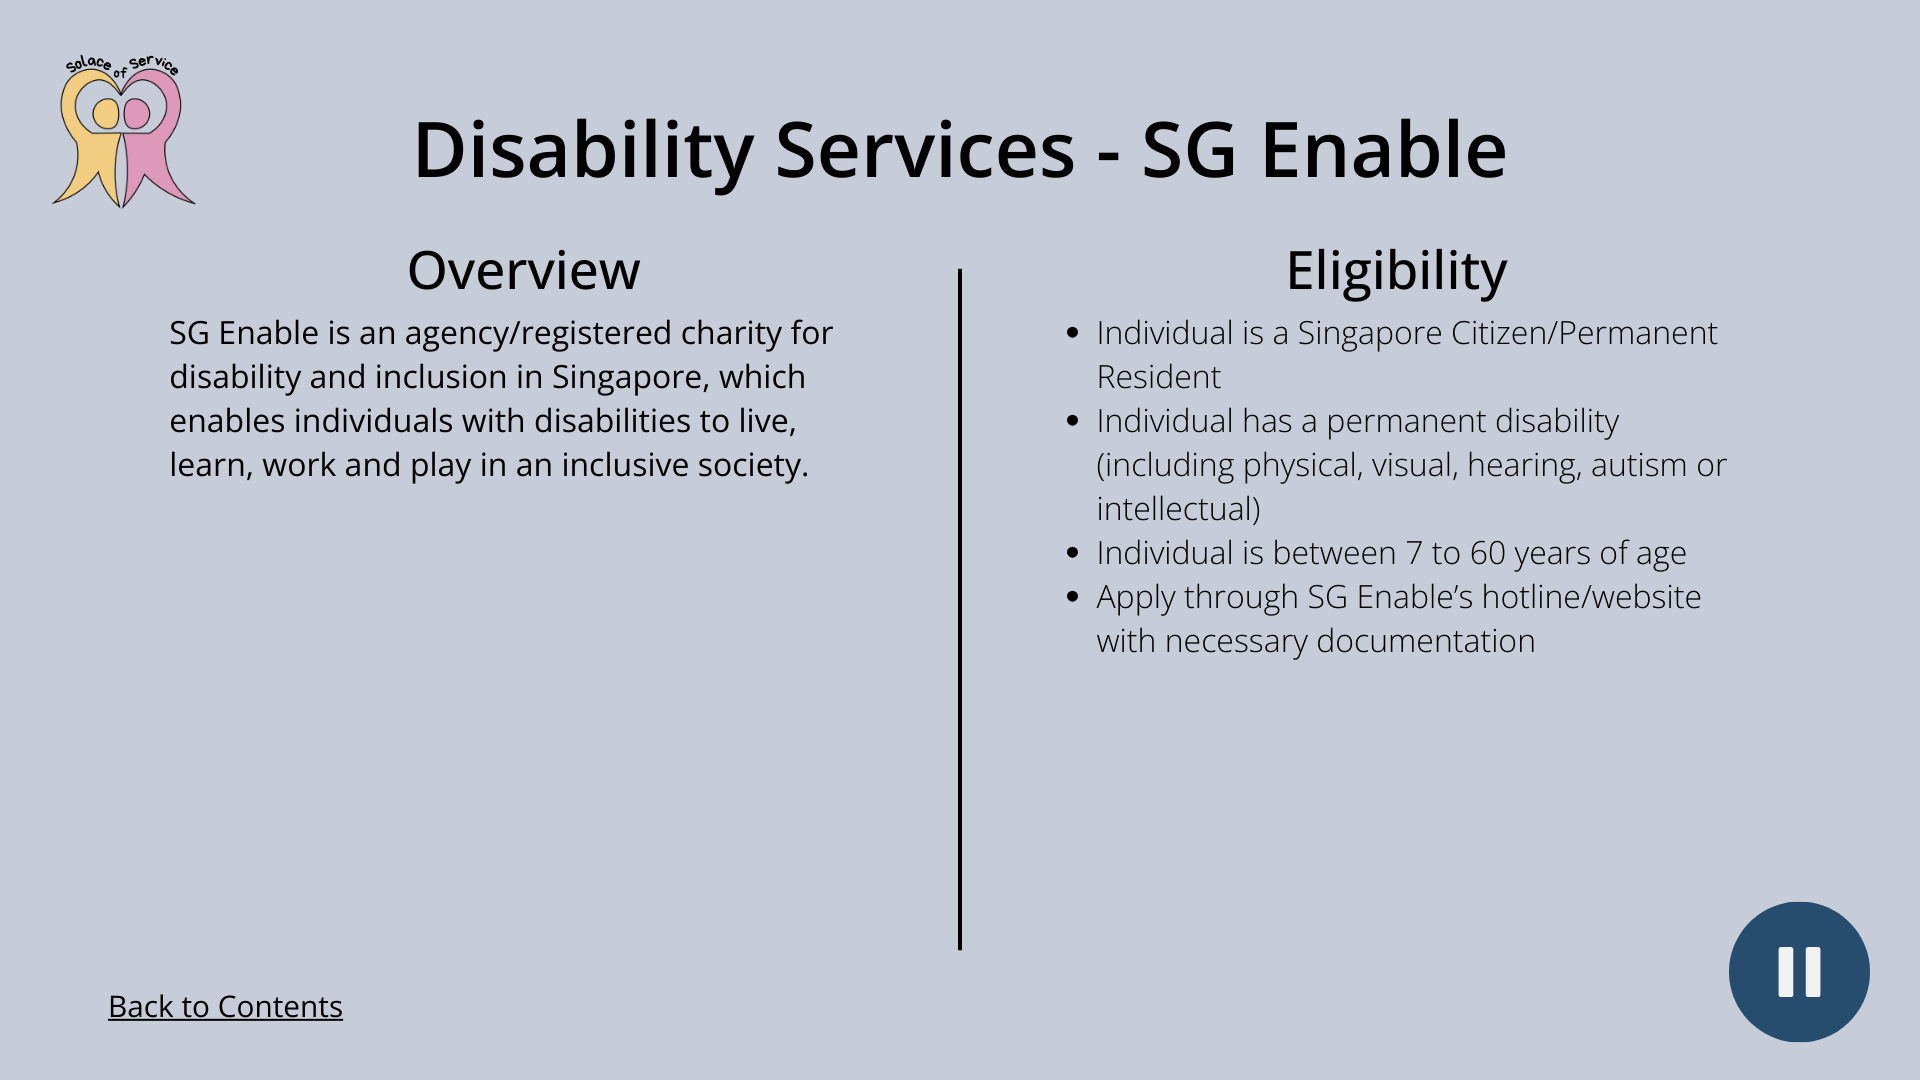 Solace of Service
Disability Services - SG Enable
Overview
SG Enable is an agency/registered charity for
disability and inclusion in Singapore, which
enables individuals with disabilities to live,
learn, work and play in an inclusive society.
Eligibility
• Individual is a Singapore Citizen/Permanent
Resident
• Individual has a permanent disability
(including physical, visual, hearing, autism or
intellectual)
• Individual is between 7 to 60 years of age
• Apply through SG Enable’s hotline/website
with necessary documentation
Back to Contents